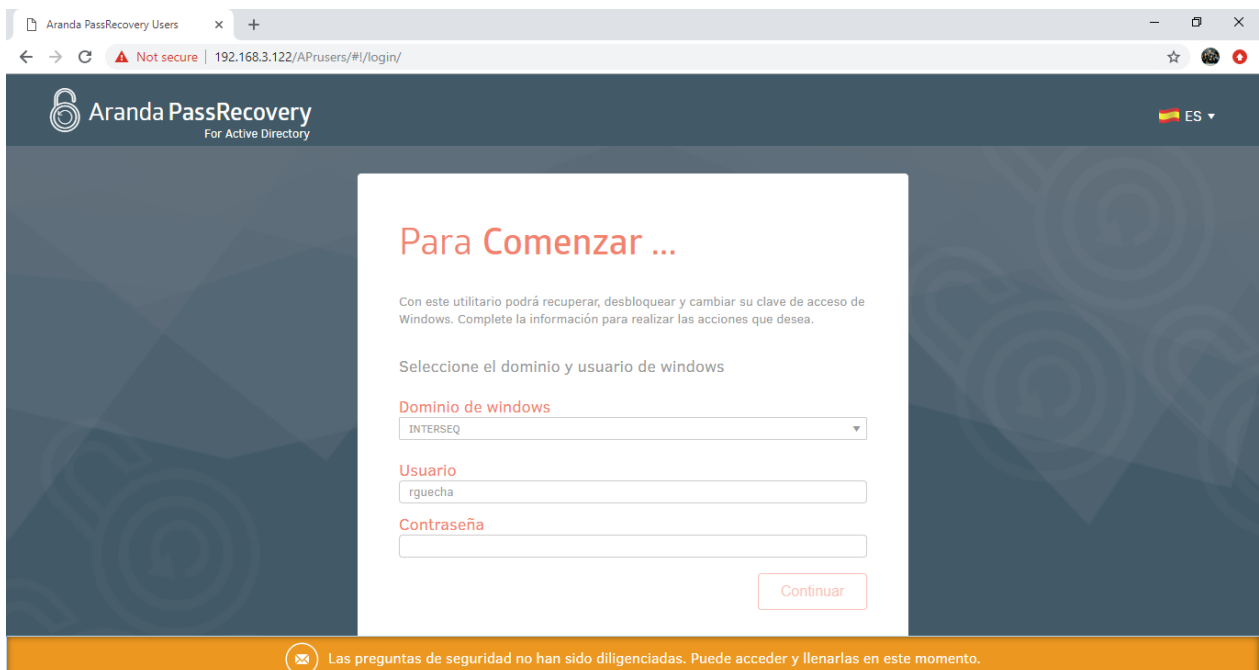 Aranda PassRecovery Users
Not secure | 192.168.3.122/APrusers/#!/login/
Aranda PassRecovery
For Active Directory
ES
Para Comenzar ...
Con este utilitario podrá recuperar, desbloquear y cambiar su clave de acceso de
Windows. Complete la información para realizar las acciones que desea.
Seleccione el dominio y usuario de windows
Dominio de windows
INTERSEQ
Usuario
rguecha
Contraseña
Continuar
Las preguntas de seguridad no han sido diligenciadas. Puede acceder y llenarlas en este momento.